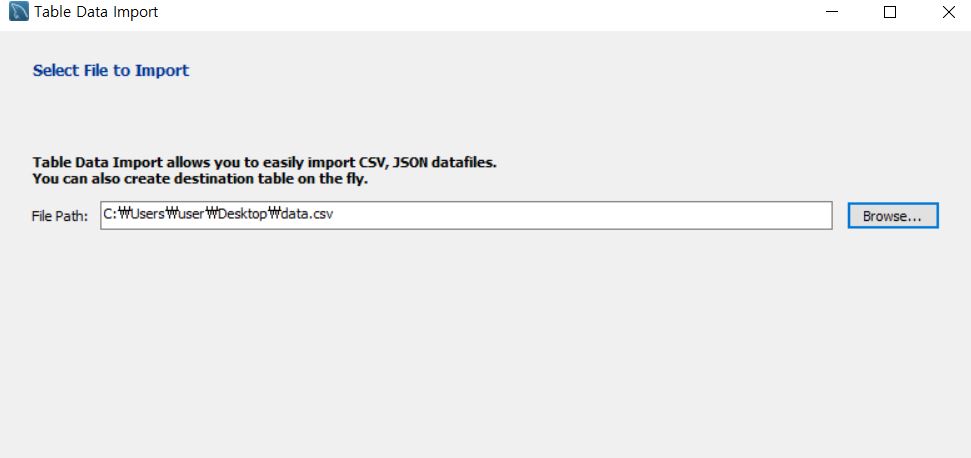 Table Data Import
Select File to Import
Table Data Import allows you to easily import CSV, JSON datafiles.
You can also create destination table on the fly.
File Path: C:₩Users₩user₩Desktop₩data.csv Browse...